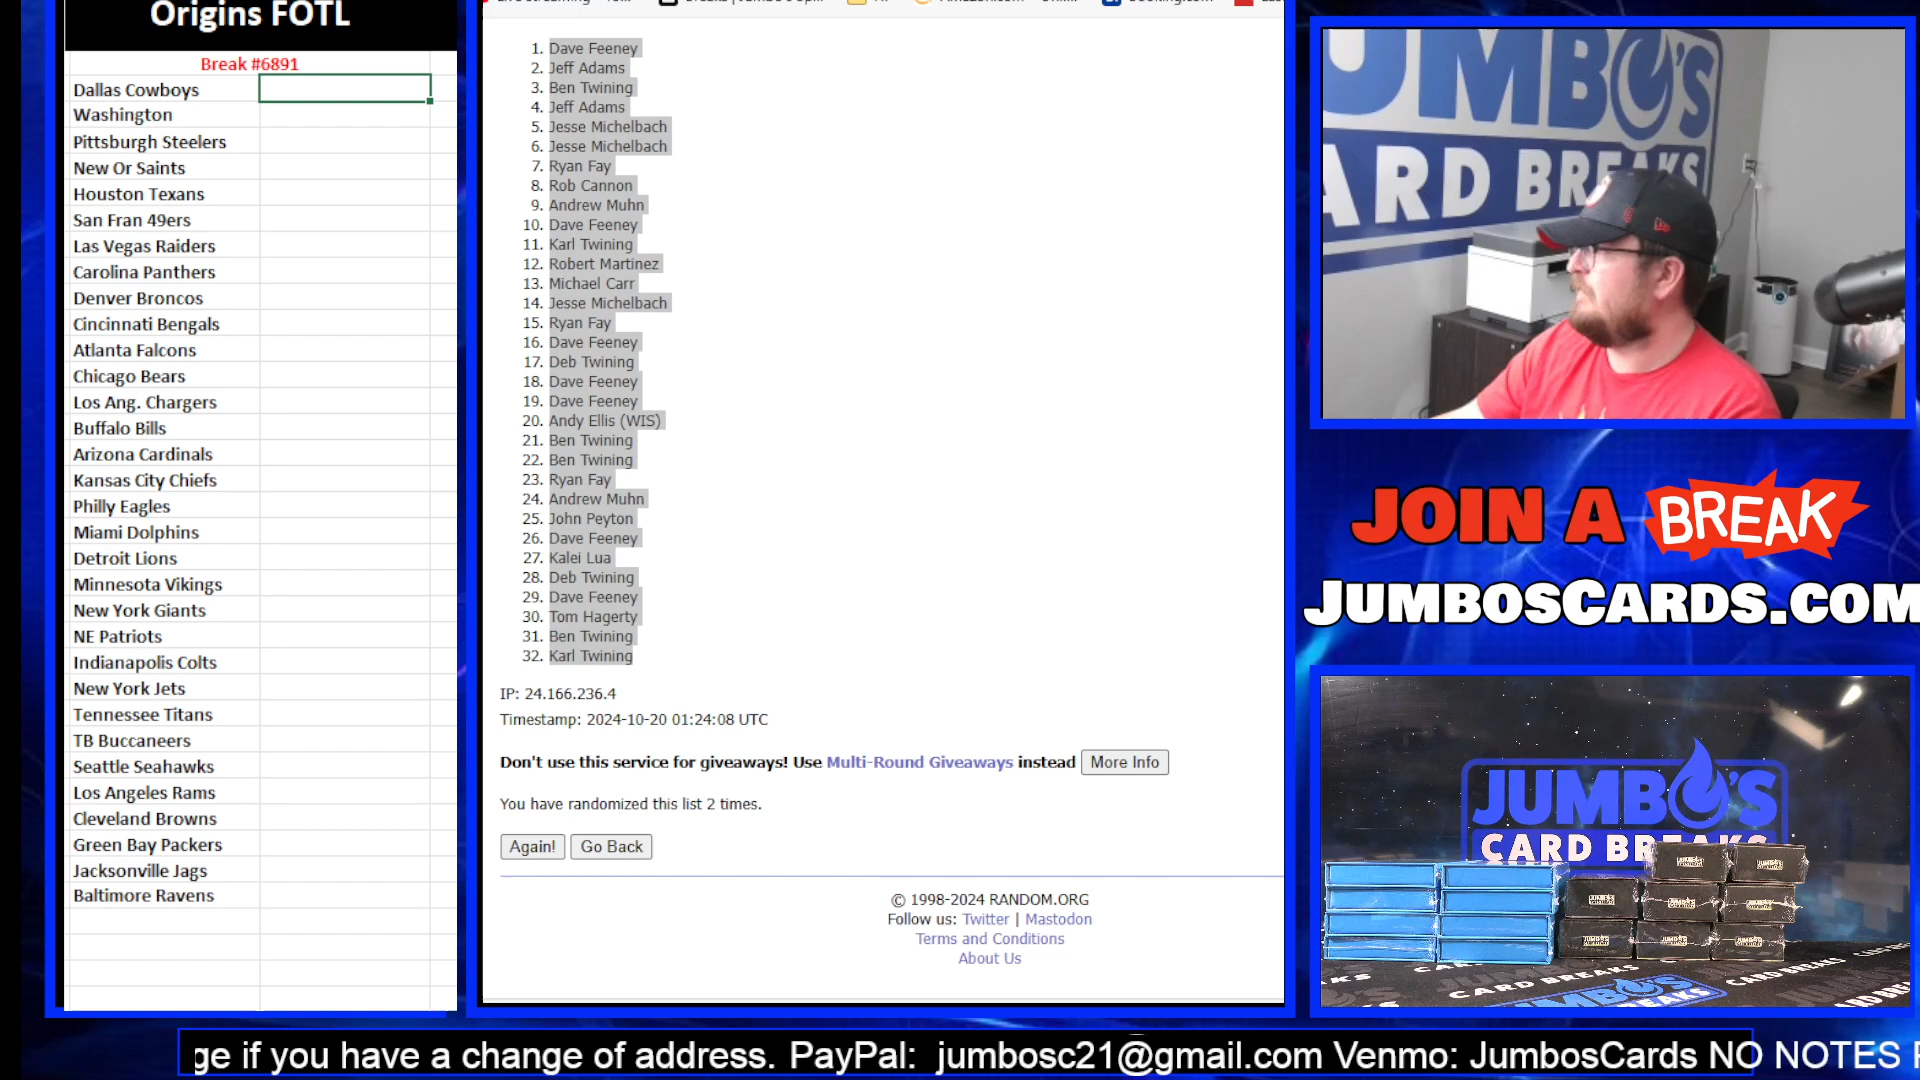 Origins FOTL
Break #6891
Dallas Cowboys
Washington
Pittsburgh Steelers
New Or Saints
Houston Texans
San Fran 49ers
Las Vegas Raiders
Carolina Panthers
Denver Broncos
Cincinnati Bengals
Atlanta Falcons
Chicago Bears
Los Ang. Chargers
Buffalo Bills
Arizona Cardinals
Kansas City Chiefs
Philly Eagles
Miami Dolphins
Detroit Lions
Minnesota Vikings
New York Giants
NE Patriots
Indianapolis Colts
New York Jets
Tennessee Titans
TB Buccaneers
Seattle Seahawks
Los Angeles Rams
Cleveland Browns
Green Bay Packers
Jacksonville Jags
Baltimore Ravens
1. Dave Feeney
2. Jeff Adams
3. Ben Twining
4. Jeff Adams
5. Jesse Michelbach
6. Jesse Michelbach
7. Ryan Fay
8. Rob Cannon
9. Andrew Muhn
10. Dave Feeney
11. Karl Twining
12. Robert Martinez
13. Michael Carr
14. Jesse Michelbach
15. Ryan Fay
16. Dave Feeney
17. Deb Twining
18. Dave Feeney
19. Dave Feeney
20. Andy Ellis (WIS)
21. Ben Twining
22. Ben Twining
23. Ryan Fay
24. Andrew Muhn
25. John Peyton
26. Dave Feeney
27. Kalei Lua
28. Deb Twining
29. Dave Feeney
30. Tom Hagerty
31. Ben Twining
32. Karl Twining
IP: 24.166.236.4
Timestamp: 2024-10-20 01:24:08 UTC
Don't use this service for giveaways! Use Multi-Round Giveaways instead More Info
You have randomized this list 2 times.
Again! Go Back
© 1998-2024 RANDOM.ORG
Follow us: Twitter | Mastodon
Terms and Conditions
About Us
UMBO'S
ARD BREAKS
JOIN A BREAK
JUMBOSCARDS.COM
JUMBO'S
CARD BREAKS
CARD BREAKS
ge if you have a change of address. PayPal: jumbosc21@gmail.com Venmo: JumbosCards NO NOTES